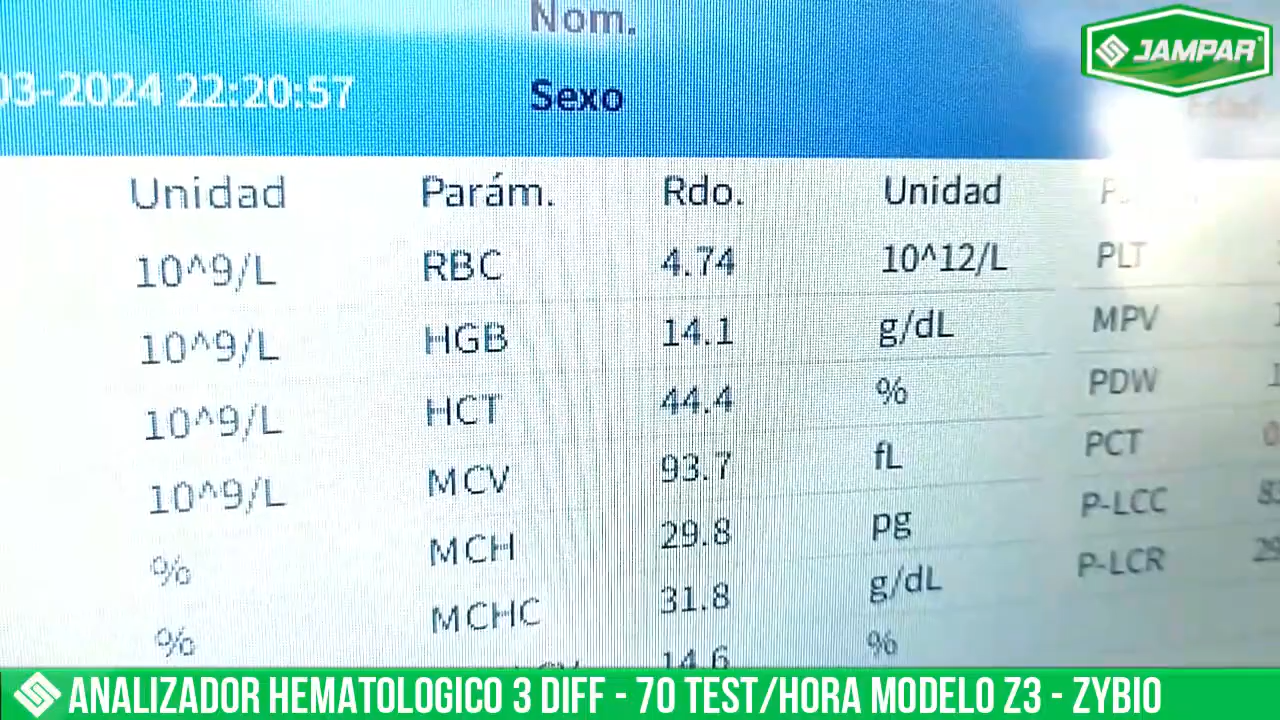 Nom.
JAMPAR
03-2024 22:20:57
Sexo
Edad
Unidad Parám. Rdo. Unidad
10^9/L RBC 4.74 10^12/L PLT
10^9/L HGB 14.1 g/dL MPV
10^9/L HCT 44.4 % PDW
10^9/L MCV 93.7 fL PCT
% MCH 29.8 pg P-LCC
% MCHC 31.8 g/dL P-LCR
14.6 %
ANALIZADOR HEMATOLOGICO 3 DIFF - 70 TEST/HORA MODELO Z3 - ZYBIO